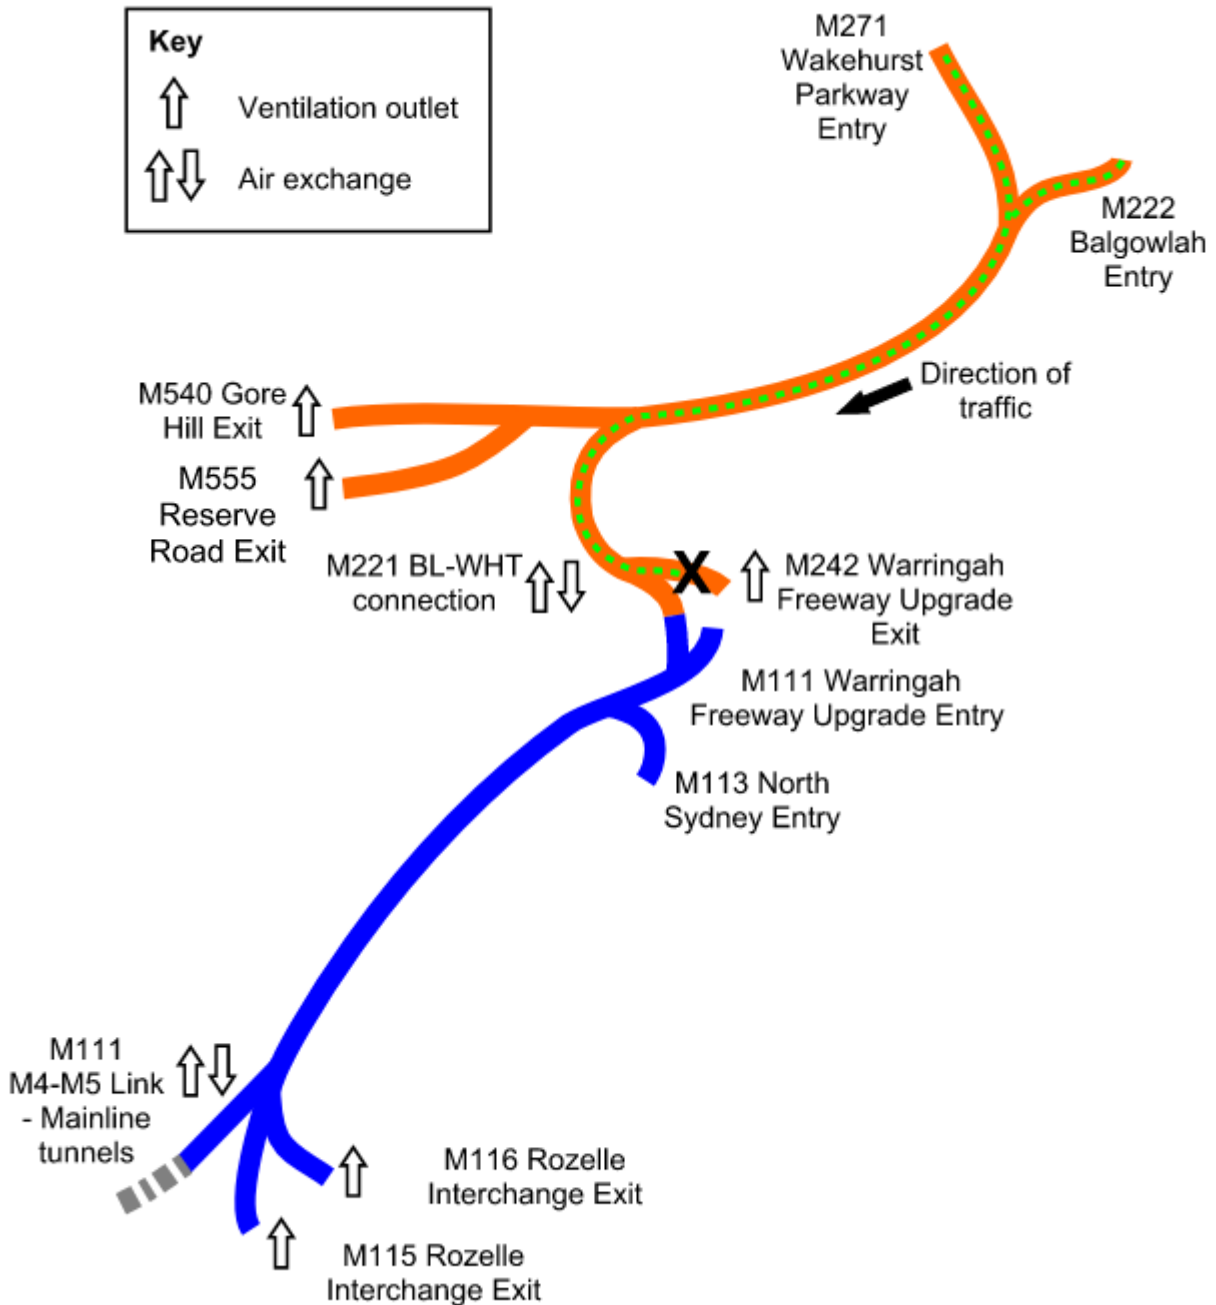 Key
Ventilation outlet
Air exchange
M271
Wakehurst
Parkway
Entry
M222
Balgowlah
Entry
Direction of
traffic
M540 Gore
Hill Exit
M555
Reserve
Road Exit
M221 BL-WHT
connection
X
M242 Warringah
Freeway Upgrade
Exit
M111 Warringah
Freeway Upgrade Entry
M113 North
Sydney Entry
M111
M4-M5 Link
- Mainline
tunnels
M116 Rozelle
Interchange Exit
M115 Rozelle
Interchange Exit